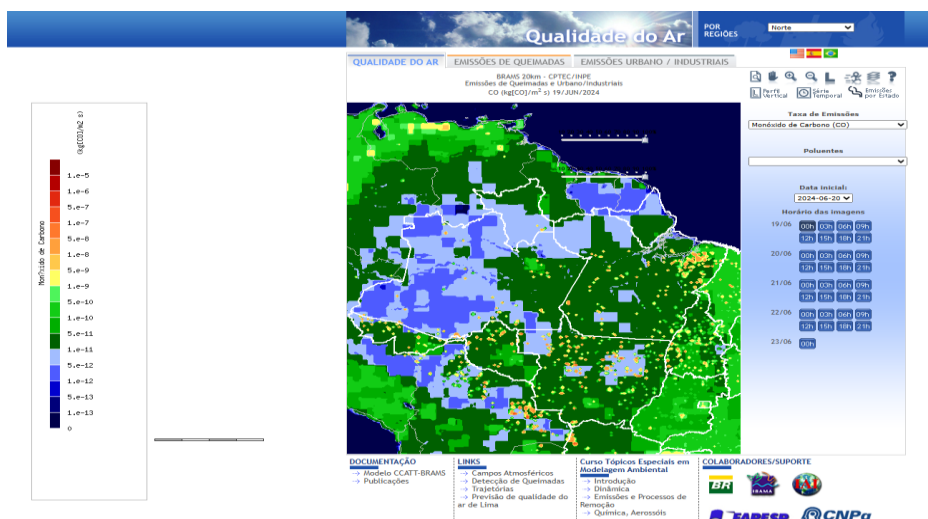 Qualidade do Ar
POR
REGIÕES
Norte
QUALIDADE DO AR
EMISSÕES DE QUEIMADAS
EMISSÕES URBANO / INDUSTRIAIS
BRAMS 20km - CPTEC/INPE
Emissões de Queimadas e Urbano/Industriais
CO (kg[CO]/m² s) 19/JUN/2024
Perfil
Vertical
Série
Temporal
Emissões
por Estado
Taxa de Emissões
Monóxido de Carbono (CO)
Poluentes
Data inicial:
2024-06-20
Horário das imagens
19/06 00h 03h 06h 09h
12h 15h 18h 21h
20/06 00h 03h 06h 09h
12h 15h 18h 21h
21/06 00h 03h 06h 09h
12h 15h 18h 21h
22/06 00h 03h 06h 09h
12h 15h 18h 21h
23/06 00h
(kg[CO]/m2 s)
1.e-5
1.e-6
5.e-7
1.e-7
5.e-8
1.e-8
5.e-9
1.e-9
5.e-10
1.e-10
5.e-11
1.e-11
5.e-12
1.e-12
5.e-13
1.e-13
0
de Carbono
DOCUMENTAÇÃO
→ Modelo CCATT-BRAMS
→ Publicações
LINKS
→ Campos Atmosféricos
→ Detecção de Queimadas
→ Trajetórias
→ Previsão de qualidade do
ar de Lima
Curso Tópicos Especiais em
Modelagem Ambiental
→ Introdução
→ Dinâmica
→ Emissões e Processos de
Remoção
→ Química, Aerossóis
COLABORADORES/SUPORTE
BR
IBAMA
FAPESP
CNPq